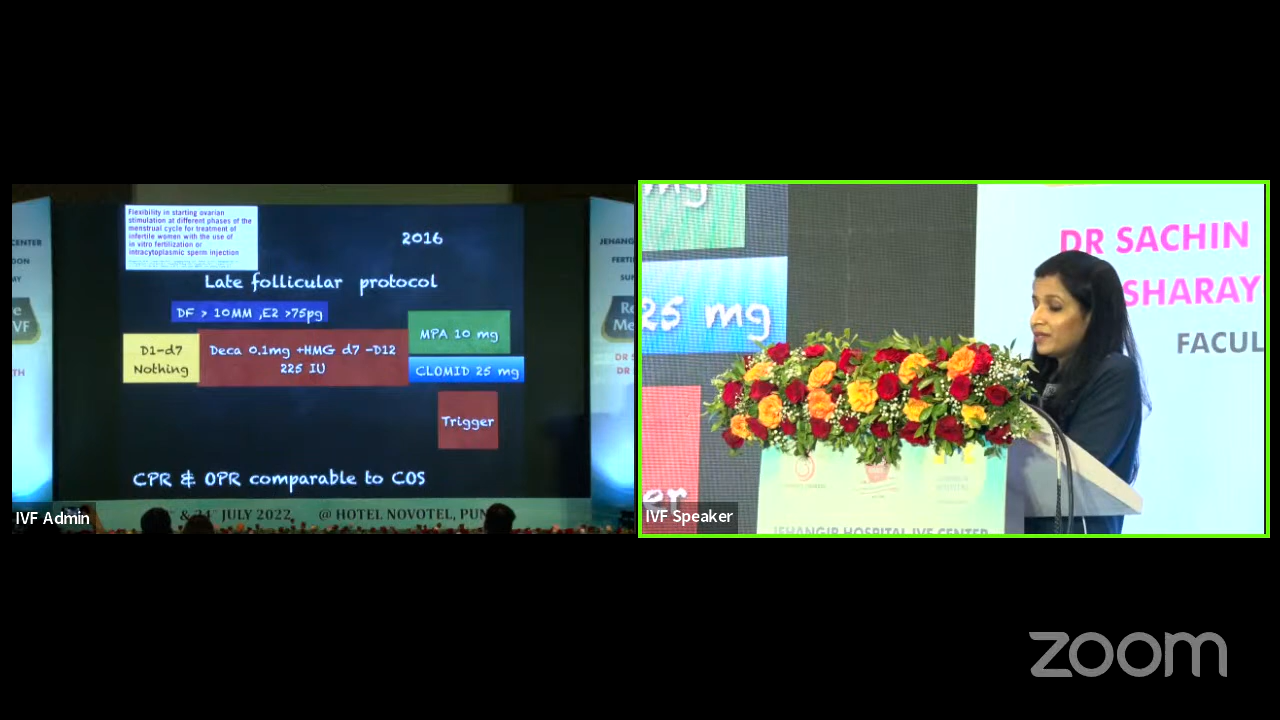 Flexibility in starting ovarian
stimulation at different phases of the
menstrual cycle for treatment of
infertile women with the use of
in vitro fertilization or
intracytoplasmic sperm injection
2016
Late follicular protocol
DF > 10MM ,E2 >75pg
D1-d7
Nothing
Deca 0.1mg +HMG d7 -D12
225 IU
MPA 10 mg
CLOMID 25 mg
Trigger
CPR & OPR comparable to COS
JULY 2022 @ HOTEL NOVOTEL, PUN
IVF Admin
mg
25 mg
or
DR SACHIN
SHARAY
FACUL
JEHANGIR HOSPITAL IVF CENTER
IVF Speaker
zoom